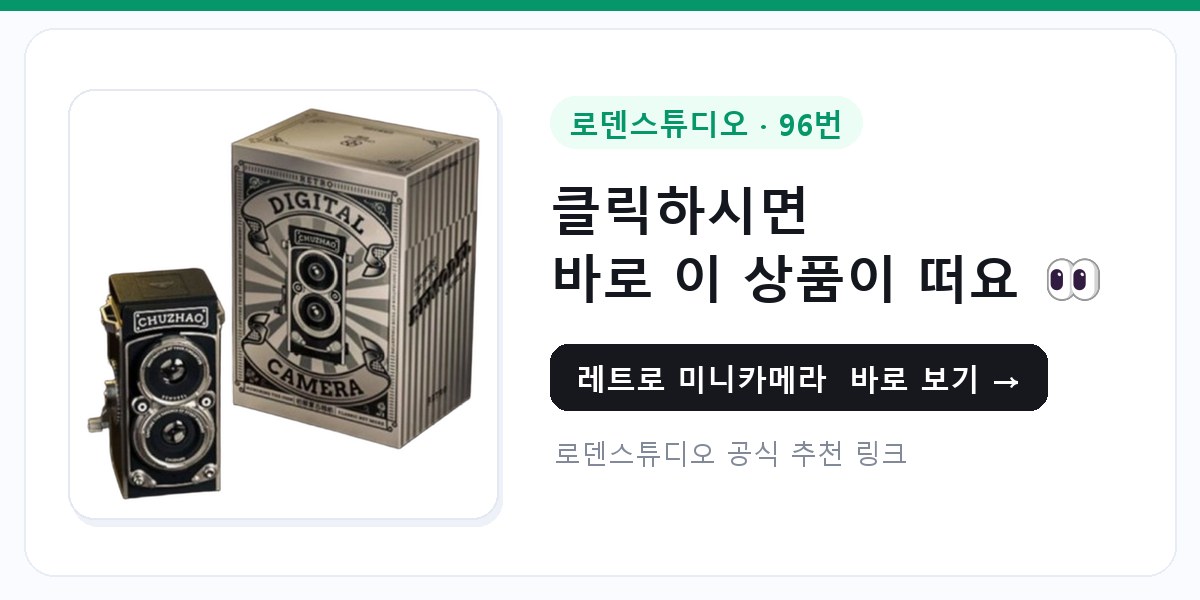 로덴스튜디오 · 96번
클릭하시면
바로 이 상품이 떠요 👀
레트로 미니카메라 바로 보기 →
로덴스튜디오 공식 추천 링크
RETRO
DIGITAL
CHUZHAO
CAMERA
CHUZHAO